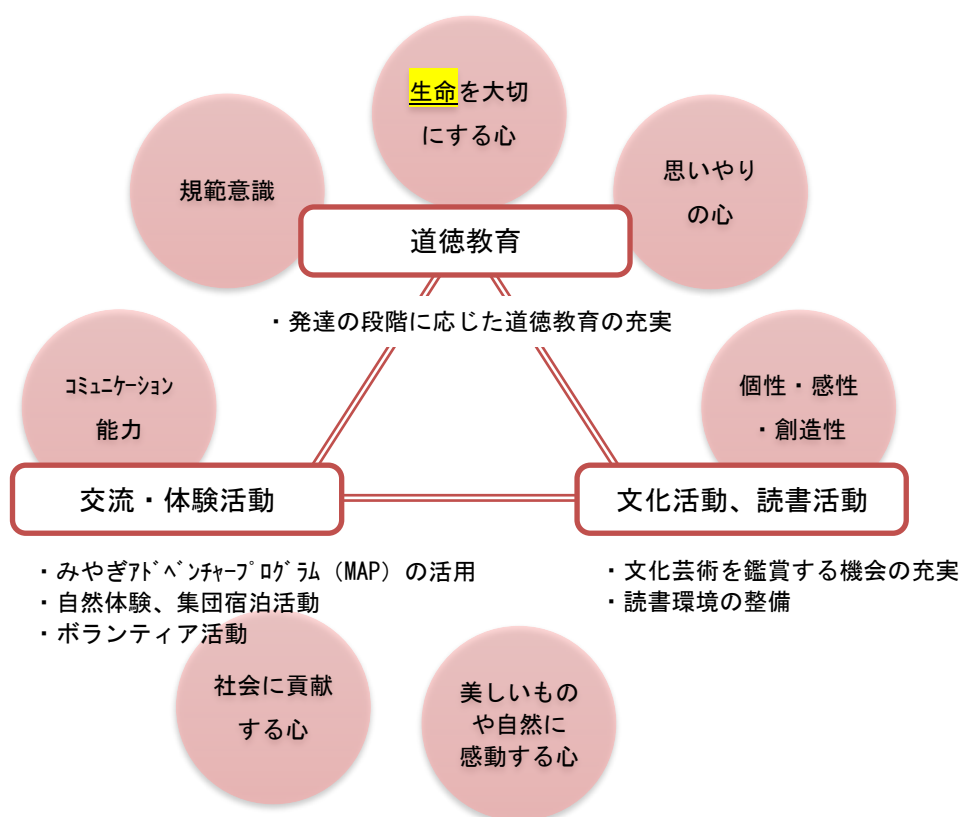 生命を大切
にする心
規範意識
思いやり
の心
道徳教育
・発達の段階に応じた道徳教育の充実
ｺﾐｭﾆｹｰｼｮﾝ
能力
個性・感性
・創造性
交流・体験活動
文化活動、読書活動
・みやぎｱﾄﾞﾍﾞﾝﾁｬｰﾌﾟﾛｸﾞﾗﾑ（MAP）の活用
・自然体験、集団宿泊活動
・ボランティア活動
・文化芸術を鑑賞する機会の充実
・読書環境の整備
社会に貢献
する心
美しいもの
や自然に
感動する心